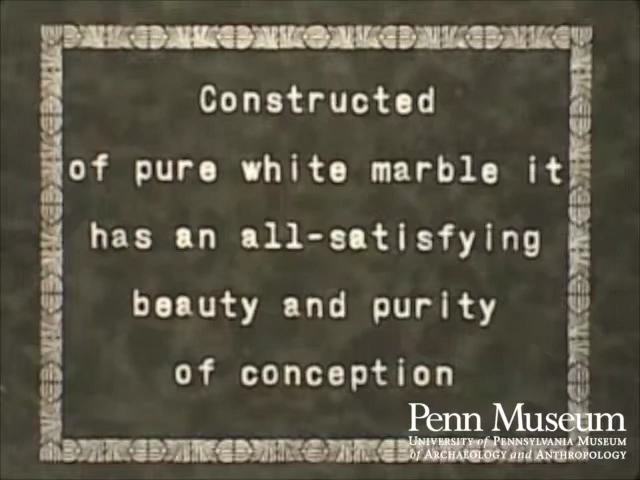 Constructed
of pure white marble it
has an all-satisfying
beauty and purity
of conception
Penn Museum
UNIVERSITY of PENNSYLVANIA MUSEUM
of ARCHAEOLOGY and ANTHROPOLOGY